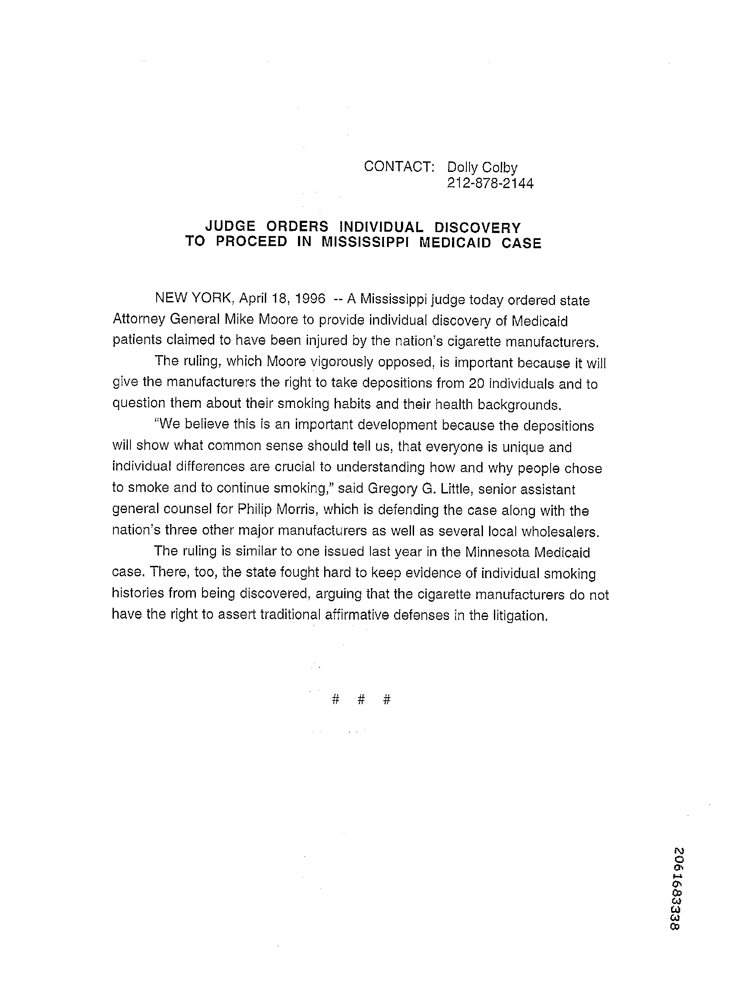 CONTACT: Dolly Colby
212-878-2144
JUDGE ORDERS INDIVIDUAL DISCOVERY
TO PROCEED IN MISSISSIPPI MEDICAID CASE
NEW YORK, April 18, 1996 -- A Mississippi judge today ordered state
Attorney General Mike Moore to provide individual discovery of Medicaid
patients claimed to have been injured by the nation's cigarette manufacturers.
The ruling, which Moore vigorously opposed, is important because it will
give the manufacturers the right to take depositions from 20 individuals and to
question them about their smoking habits and their health backgrounds.
“We believe this is an important development because the depositions
will show what common sense should tell us, that everyone is unique and
individual differences are crucial to understanding how and why people chose
to smoke and to continue smoking,” said Gregory G. Little, senior assistant
general counsel for Philip Morris, which is defending the case along with the
nation's three other major manufacturers as well as several local wholesalers.
The ruling is similar to one issued last year in the Minnesota Medicaid
case. There, too, the state fought hard to keep evidence of individual smoking
histories from being discovered, arguing that the cigarette manufacturers do not
have the right to assert traditional affirmative defenses in the litigation.
# # #
2061683338